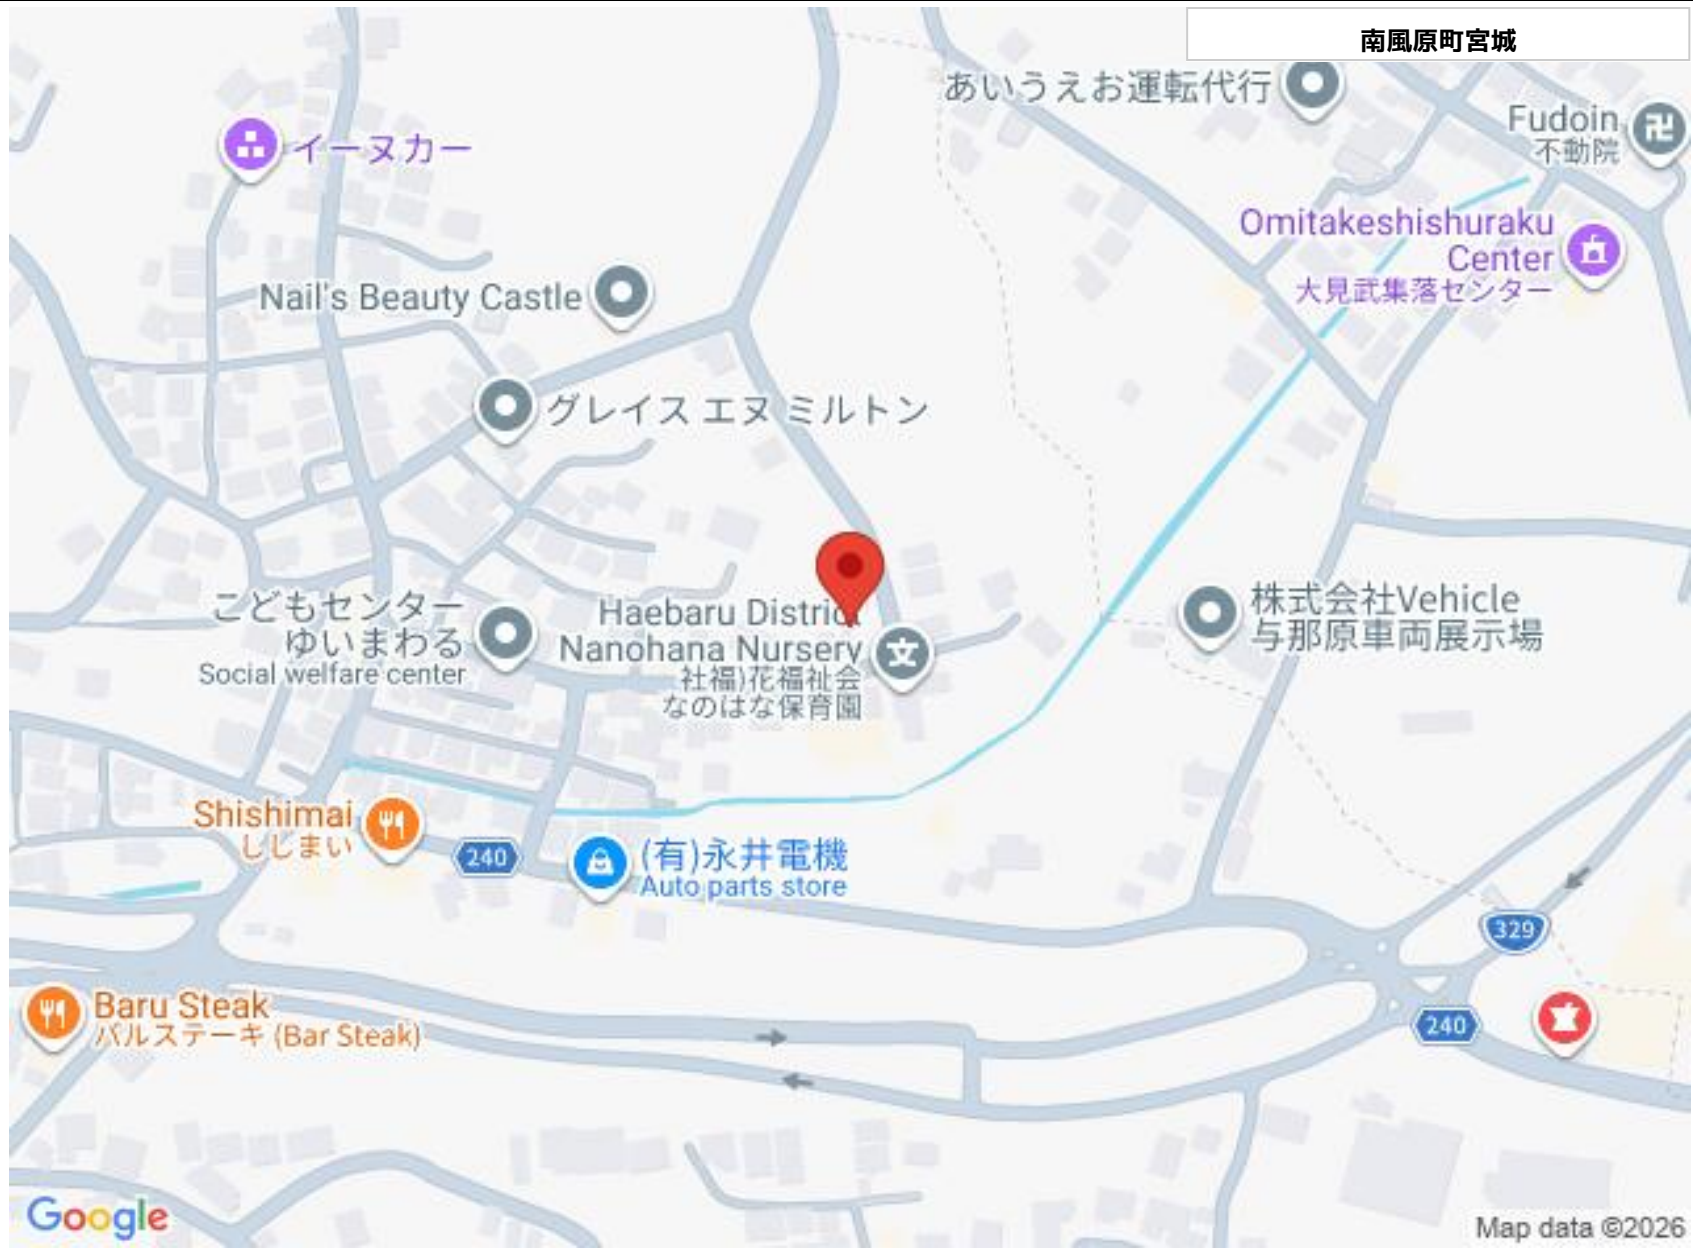 南風原町宮城
あいうえお運転代行
Fudoin
不動院
イーヌカー
Omitakeshishuraku
Center
大見武集落センター
Nail's Beauty Castle
グレイス エヌ ミルトン
こどもセンター
ゆいまわる
Social welfare center
Haebaru District
Nanohana Nursery
社福)花福祉会
なのはな保育園
株式会社Vehicle
与那原車両展示場
Shishimai
ししまい
240
(有)永井電機
Auto parts store
329
Baru Steak
バルステーキ (Bar Steak)
240
Google
Map data ©2026